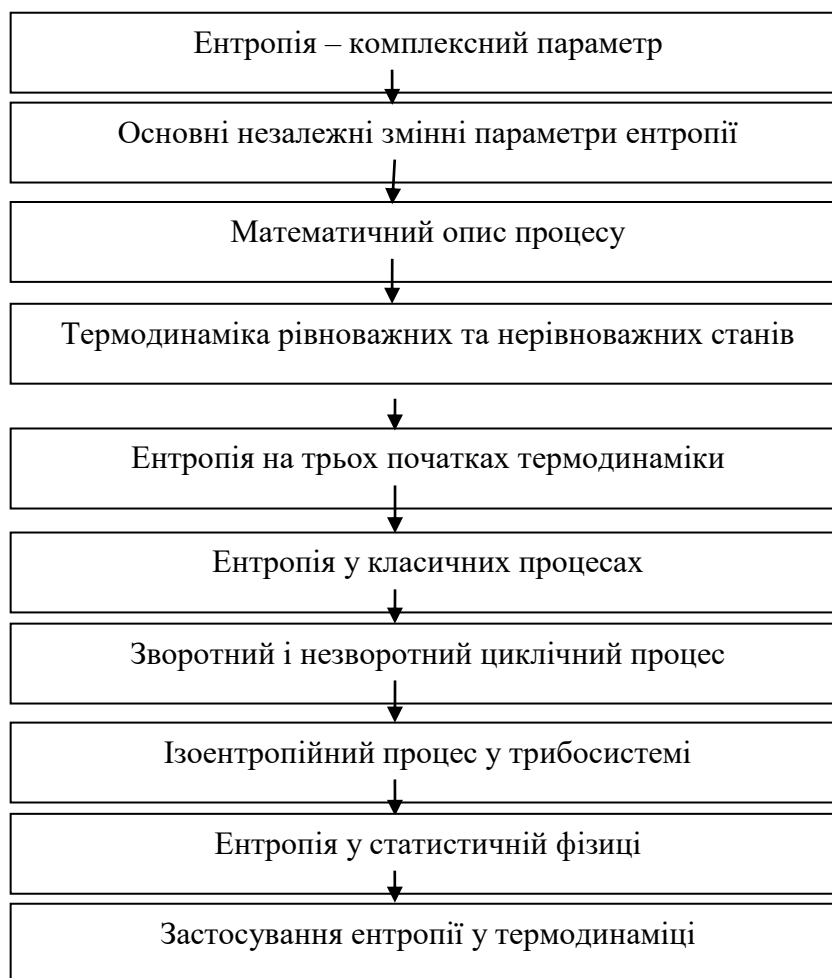 Ентропія – комплексний параметр
Основні незалежні змінні параметри ентропії
Математичний опис процесу
Термодинаміка рівноважних та нерівноважних станів
Ентропія на трьох початках термодинаміки
Ентропія у класичних процесах
Зворотний і незворотний циклічний процес
Ізоентропійний процес у трибосистемі
Ентропія у статистичній фізиці
Застосування ентропії у термодинаміці